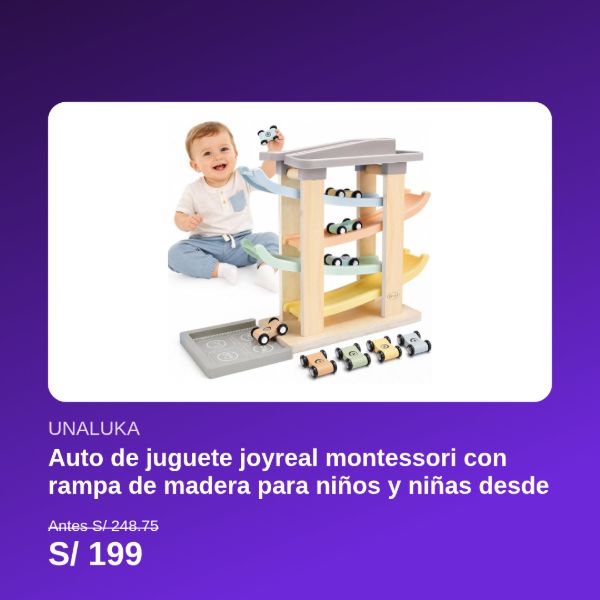 UNALUKA
Auto de juguete joyreal montessori con
rampa de madera para niños y niñas desde
Antes S/ 248.75
S/ 199